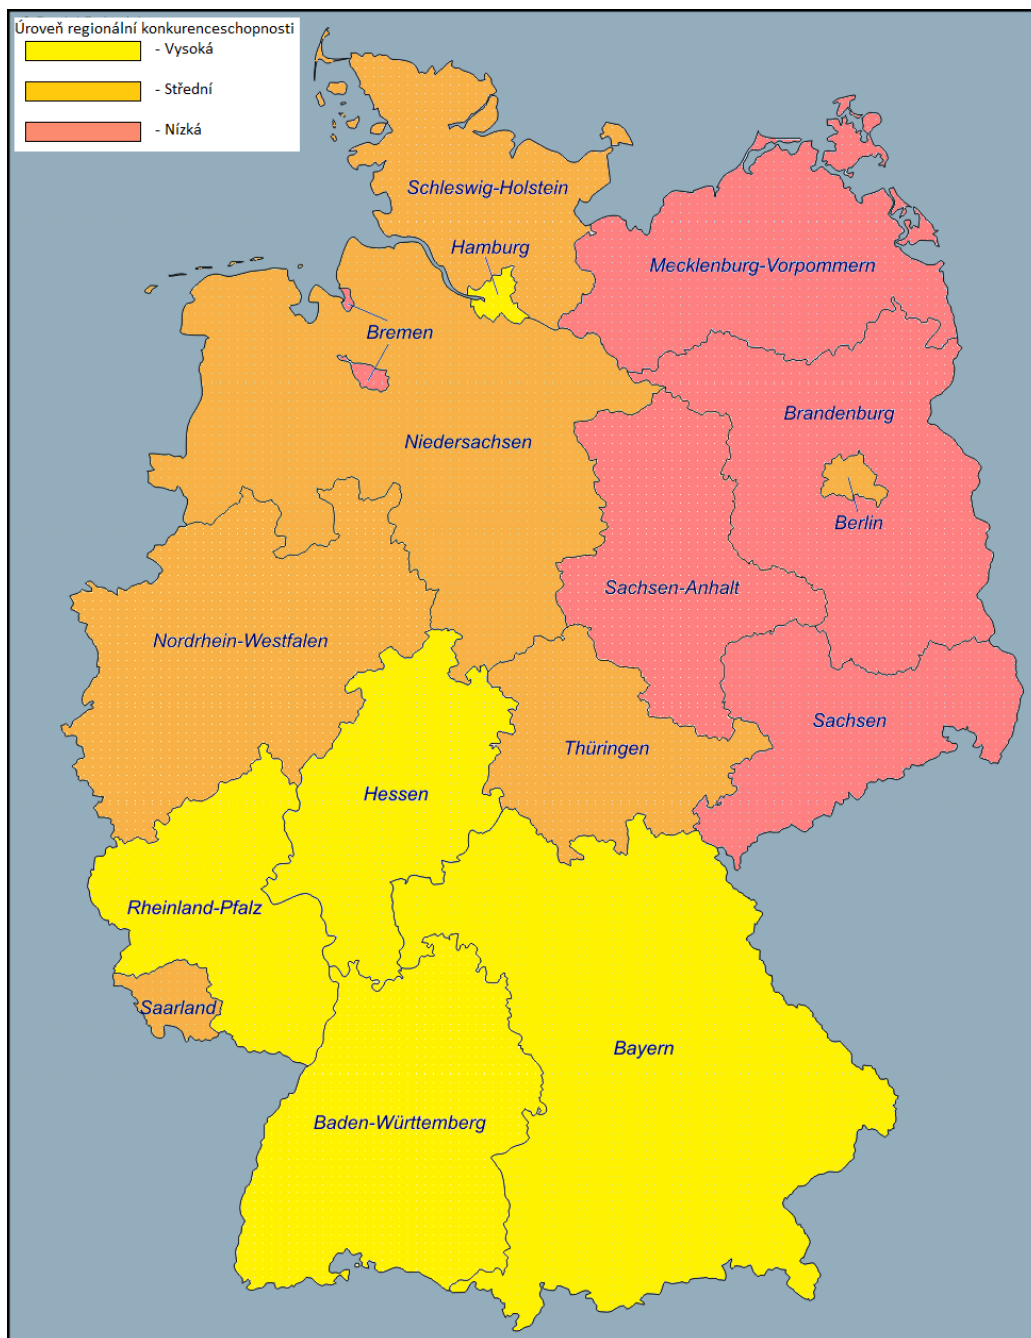 Úroveň regionální konkurenceschopnosti
- Vysoká
- Střední
- Nízká
Schleswig-Holstein
Hamburg
Mecklenburg-Vorpommern
Bremen
Brandenburg
Niedersachsen
Berlin
Sachsen-Anhalt
Nordrhein-Westfalen
Sachsen
Thüringen
Hessen
Rheinland-Pfalz
Saarland
Bayern
Baden-Württemberg